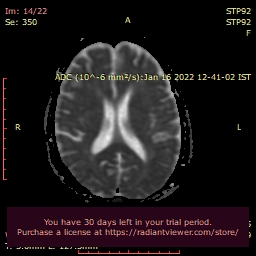 Im: 14/22
Se: 350
STP92
STP92
F
A
ADC (10^-6 mm²/s):Jan 16 2022 12-41-02 IST
R
L
You have 30 days left in your trial period.
Purchase a license at https://radiantviewer.com/store/